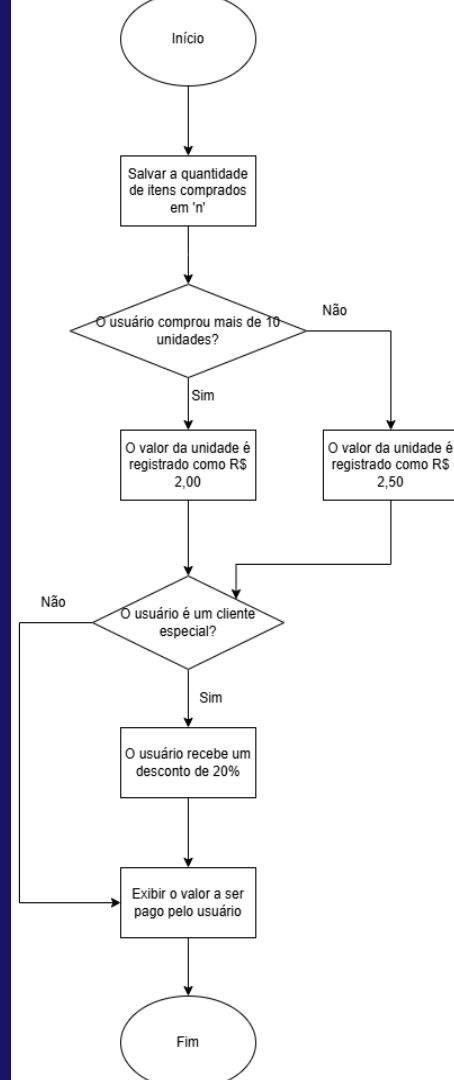 Início
Salvar a quantidade
de itens comprados
em 'n'
O usuário comprou mais de 10
unidades?
Não
Sim
O valor da unidade é
registrado como R$
2,00
O valor da unidade é
registrado como R$
2,50
Não
O usuário é um cliente
especial?
Sim
O usuário recebe um
desconto de 20%
Exibir o valor a ser
pago pelo usuário
Fim